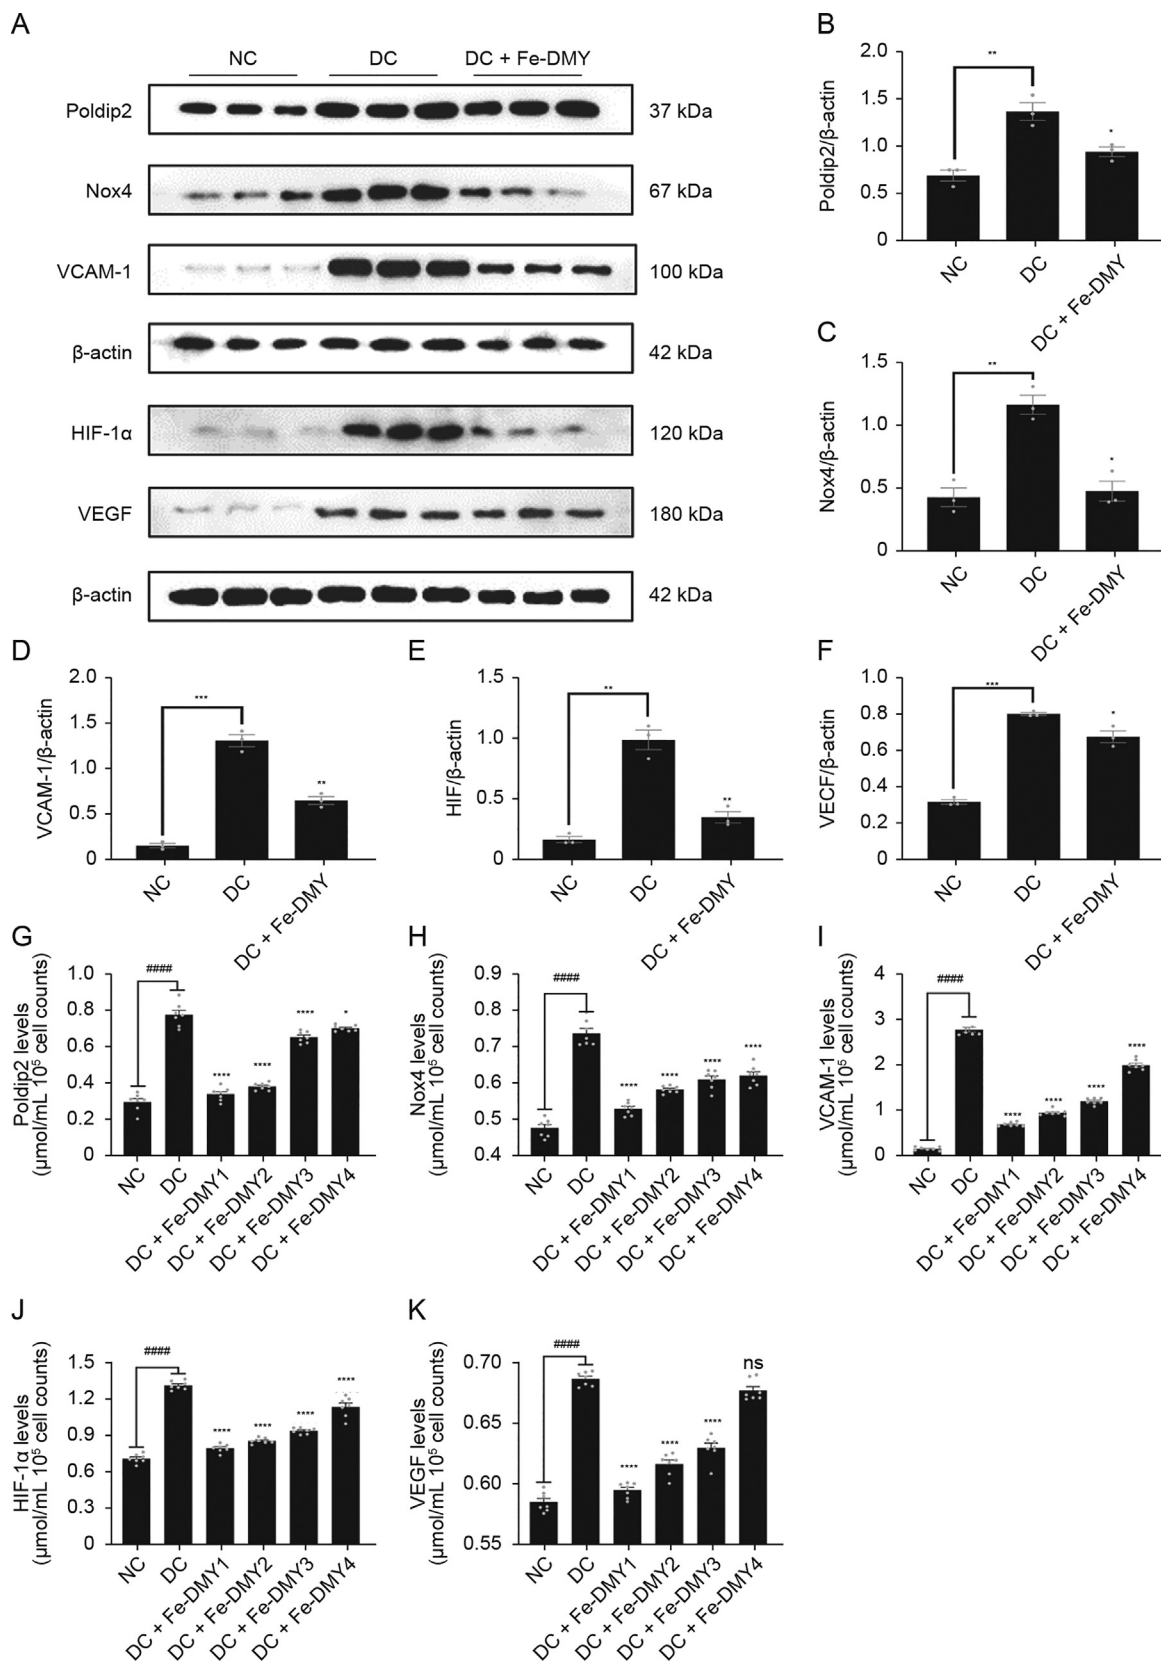 A
NC DC DC + Fe-DMY
Poldip2 37 kDa
Nox4 67 kDa
VCAM-1 100 kDa
β-actin 42 kDa
HIF-1α 120 kDa
VEGF 180 kDa
β-actin 42 kDa
B
Poldip2/β-actin
2.0
1.5
1.0
0.5
0
**
*
NC
DC
DC + Fe-DMY
C
Nox4/β-actin
1.5
1.0
0.5
0
**
*
NC
DC
DC + Fe-DMY
D
VCAM-1/β-actin
2.0
1.5
1.0
0.5
0
***
**
NC
DC
DC + Fe-DMY
E
HIF/β-actin
1.5
1.0
0.5
0
**
**
NC
DC
DC + Fe-DMY
F
VECF/β-actin
1.0
0.8
0.6
0.4
0.2
0
***
*
NC
DC
DC + Fe-DMY
G
Poldip2 levels
(μmol/mL 10⁵ cell counts)
1.0
0.8
0.6
0.4
0.2
0
####
****
****
****
*
NC
DC
DC + Fe-DMY1
DC + Fe-DMY2
DC + Fe-DMY3
DC + Fe-DMY4
H
Nox4 levels
(μmol/mL 10⁵ cell counts)
0.9
0.8
0.7
0.6
0.5
0.4
####
****
****
****
****
NC
DC
DC + Fe-DMY1
DC + Fe-DMY2
DC + Fe-DMY3
DC + Fe-DMY4
I
VCAM-1 levels
(μmol/mL 10⁵ cell counts)
4
3
2
1
0
####
****
****
****
****
NC
DC
DC + Fe-DMY1
DC + Fe-DMY2
DC + Fe-DMY3
DC + Fe-DMY4
J
HIF-1α levels
(μmol/mL 10⁵ cell counts)
1.5
1.2
0.9
0.6
0.3
0
####
****
****
****
****
NC
DC
DC + Fe-DMY1
DC + Fe-DMY2
DC + Fe-DMY3
DC + Fe-DMY4
K
VEGF levels
(μmol/mL 10⁵ cell counts)
0.70
0.65
0.60
0.55
####
****
****
****
ns
NC
DC
DC + Fe-DMY1
DC + Fe-DMY2
DC + Fe-DMY3
DC + Fe-DMY4